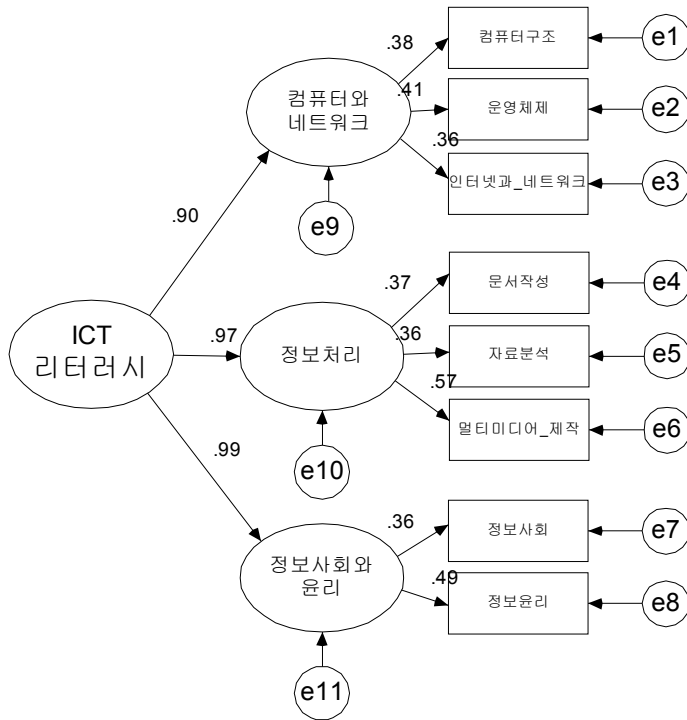 .38
컴퓨터구조
e1
컴퓨터와
네트워크
.41
운영체제
e2
.36
인터넷과_네트워크
e3
e9
.90
.37
문서작성
e4
ICT
리터러시
.97
정보처리
.36
자료분석
e5
.57
멀티미디어_제작
e6
e10
.99
.36
정보사회
e7
정보사회와
윤리
.49
정보윤리
e8
e11